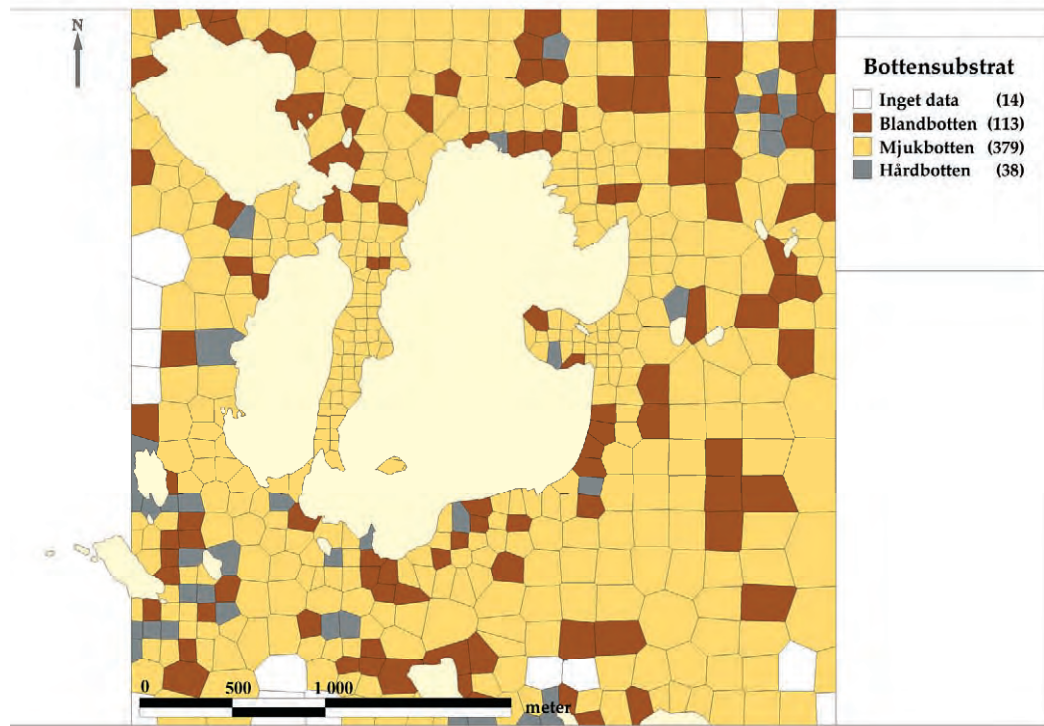 N
Bottensubstrat
Inget data (14)
Blandbotten (113)
Mjukbotten (379)
Hårdbotten (38)
0 500 1 000
meter